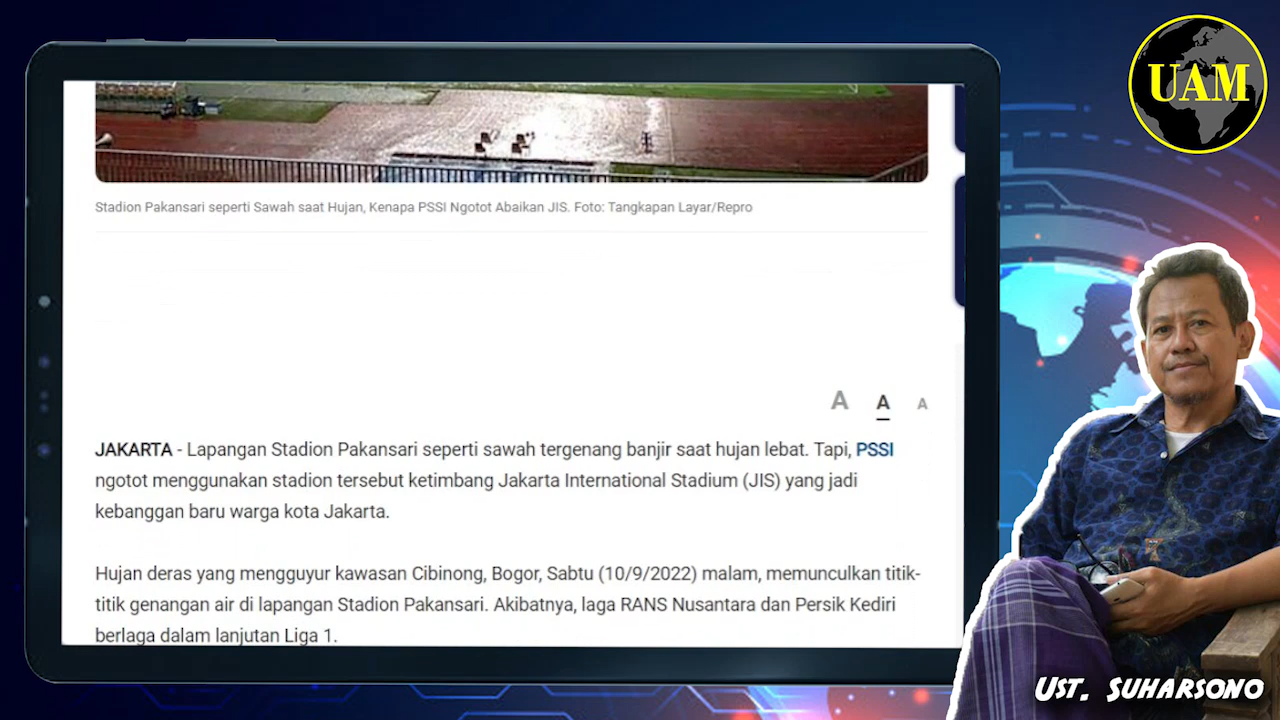 UAM
Stadion Pakansari seperti Sawah saat Hujan, Kenapa PSSI Ngotot Abaikan JIS. Foto: Tangkapan Layar/Repro
A A A
JAKARTA - Lapangan Stadion Pakansari seperti sawah tergenang banjir saat hujan lebat. Tapi, PSSI
ngotot menggunakan stadion tersebut ketimbang Jakarta International Stadium (JIS) yang jadi
kebanggan baru warga kota Jakarta.
Hujan deras yang mengguyur kawasan Cibinong, Bogor, Sabtu (10/9/2022) malam, memunculkan titik-
titik genangan air di lapangan Stadion Pakansari. Akibatnya, laga RANS Nusantara dan Persik Kediri
berlaga dalam lanjutan Liga 1.
Ust. Suharsono